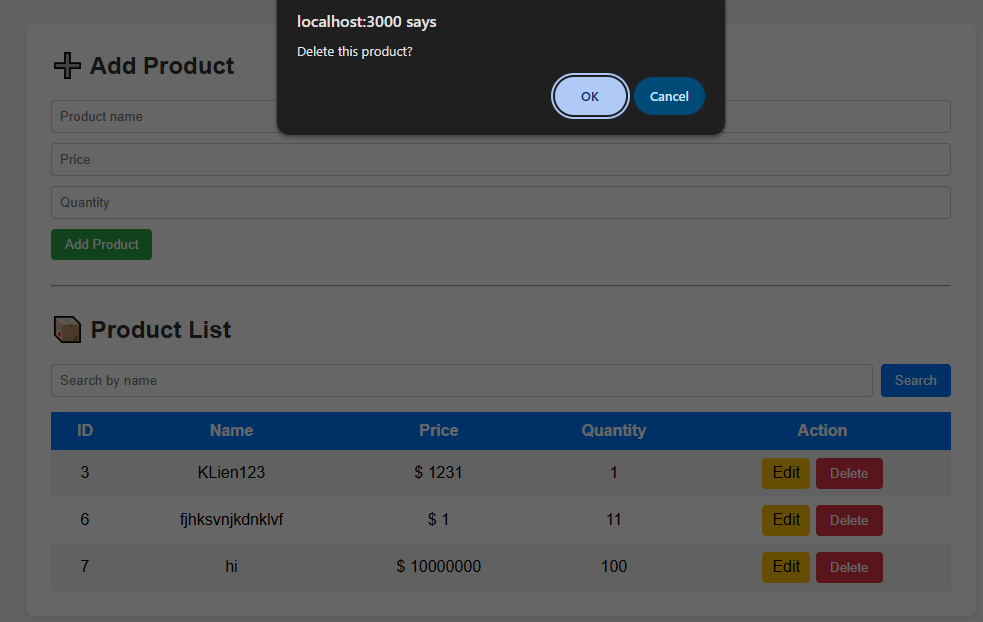 localhost:3000 says
Delete this product?
OK Cancel
Add Product
Product name
Price
Quantity
Add Product
Product List
Search by name Search
ID Name Price Quantity Action
3 KLien123 $ 1231 1 Edit Delete
6 fjhksvnjkdnklvf $ 1 11 Edit Delete
7 hi $ 10000000 100 Edit Delete